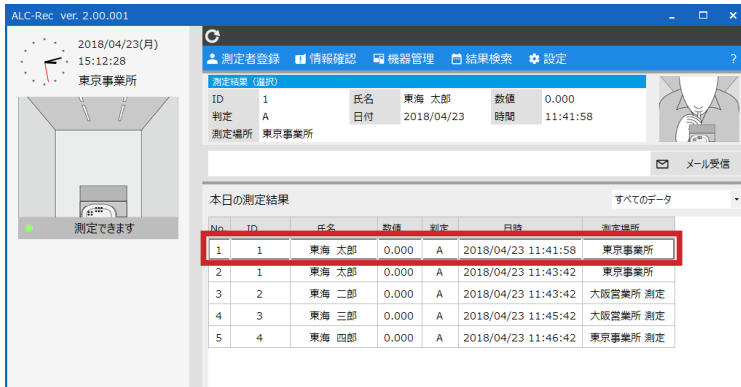 ALC-Rec ver. 2.00.001
2018/04/23(月)
15:12:28
東京事業所
測定できます
測定者登録 情報確認 機器管理 結果検索 設定 ?
測定結果（選択）
ID 1 氏名 東海 太郎 数値 0.000
判定 A 日付 2018/04/23 時間 11:41:58
測定場所 東京事業所
メール受信
本日の測定結果 すべてのデータ
No. ID 氏名 数値 判定 日時 測定場所
1 1 東海 太郎 0.000 A 2018/04/23 11:41:58 東京事業所
2 1 東海 太郎 0.000 A 2018/04/23 11:43:42 東京事業所
3 2 東海 二郎 0.000 A 2018/04/23 11:43:42 大阪営業所 測定
4 3 東海 三郎 0.000 A 2018/04/23 11:45:42 大阪営業所 測定
5 4 東海 四郎 0.000 A 2018/04/23 11:46:42 東京事業所 測定